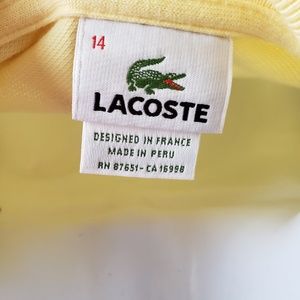 14
LACOSTE
DESIGNED IN FRANCE
MADE IN PERU
RN 87651-CA 16998